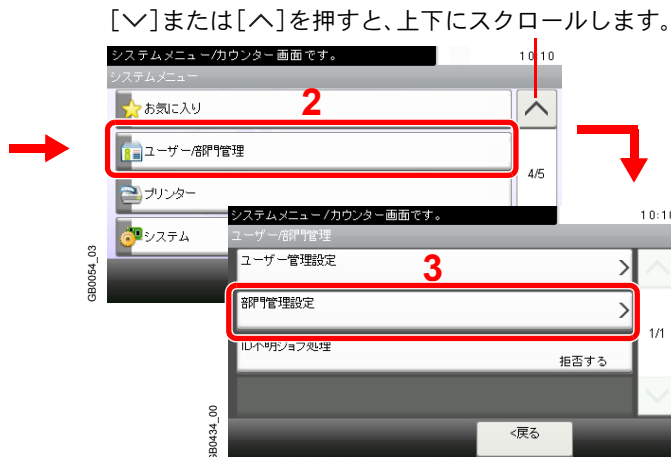 [∨]または[∧]を押すと、上下にスクロールします。
システムメニュー/カウンター画面です。
10:10
システムメニュー
お気に入り
2
ユーザー/部門管理
4/5
プリンター
システム
GB0054_03
システムメニュー/カウンター画面です。
10:10
ユーザー/部門管理
ユーザー管理設定
3
部門管理設定
1/1
ID不明ジョブ処理
拒否する
<戻る
GB0434_00